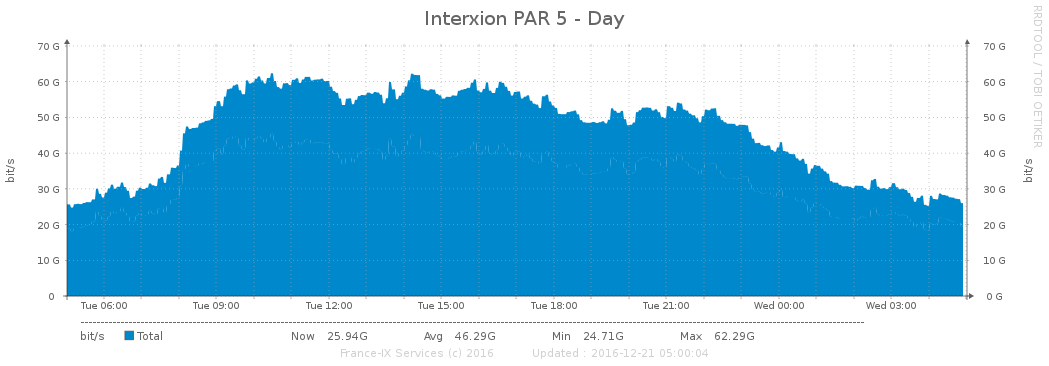 Interxion PAR 5 - Day
RRDTOOL / TOBI OETIKER
70 G 70 G
60 G 60 G
50 G 50 G
40 G 40 G
30 G 30 G
20 G 20 G
10 G 10 G
0 0 G
bit/s bit/s
Tue 06:00 Tue 09:00 Tue 12:00 Tue 15:00 Tue 18:00 Tue 21:00 Wed 00:00 Wed 03:00
bit/s Total Now 25.94G Avg 46.29G Min 24.71G Max 62.29G
France-IX Services (c) 2016 Updated : 2016-12-21 05:00:04